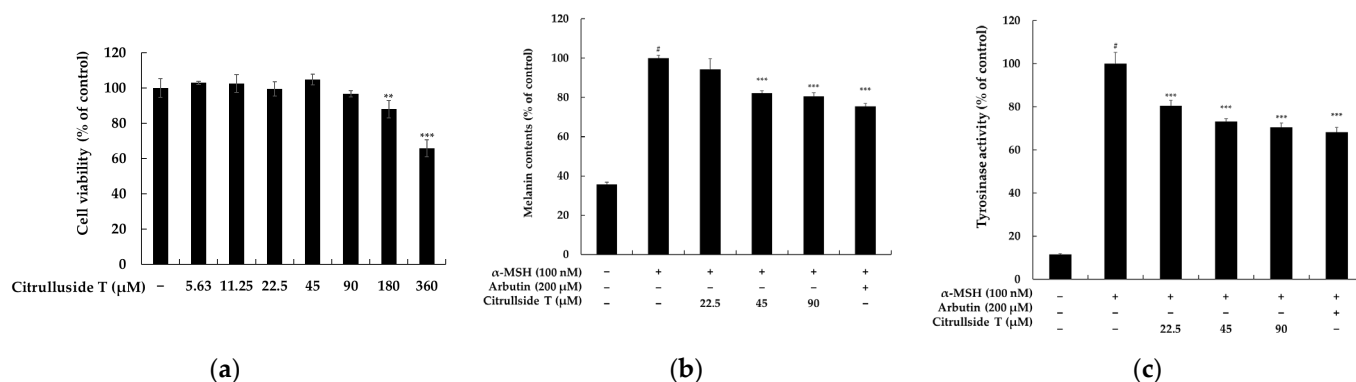 Cell viability (% of control)
120
100
80
60
40
20
0
**
***
Citrulluside T (μM)
– 5.63 11.25 22.5 45 90 180 360
(a)
Melanin contents (% of control)
120
100
80
60
40
20
0
#
***
***
***
α-MSH (100 nM) – + + + + +
Arbutin (200 μM) – – – – – +
Citrullside T (μM) – – 22.5 45 90 –
(b)
Tyrosinase activity (% of control)
120
100
80
60
40
20
0
#
***
***
***
***
α-MSH (100 nM) – + + + + +
Arbutin (200 μM) – – – – – +
Citrullside T (μM) – – 22.5 45 90 –
(c)